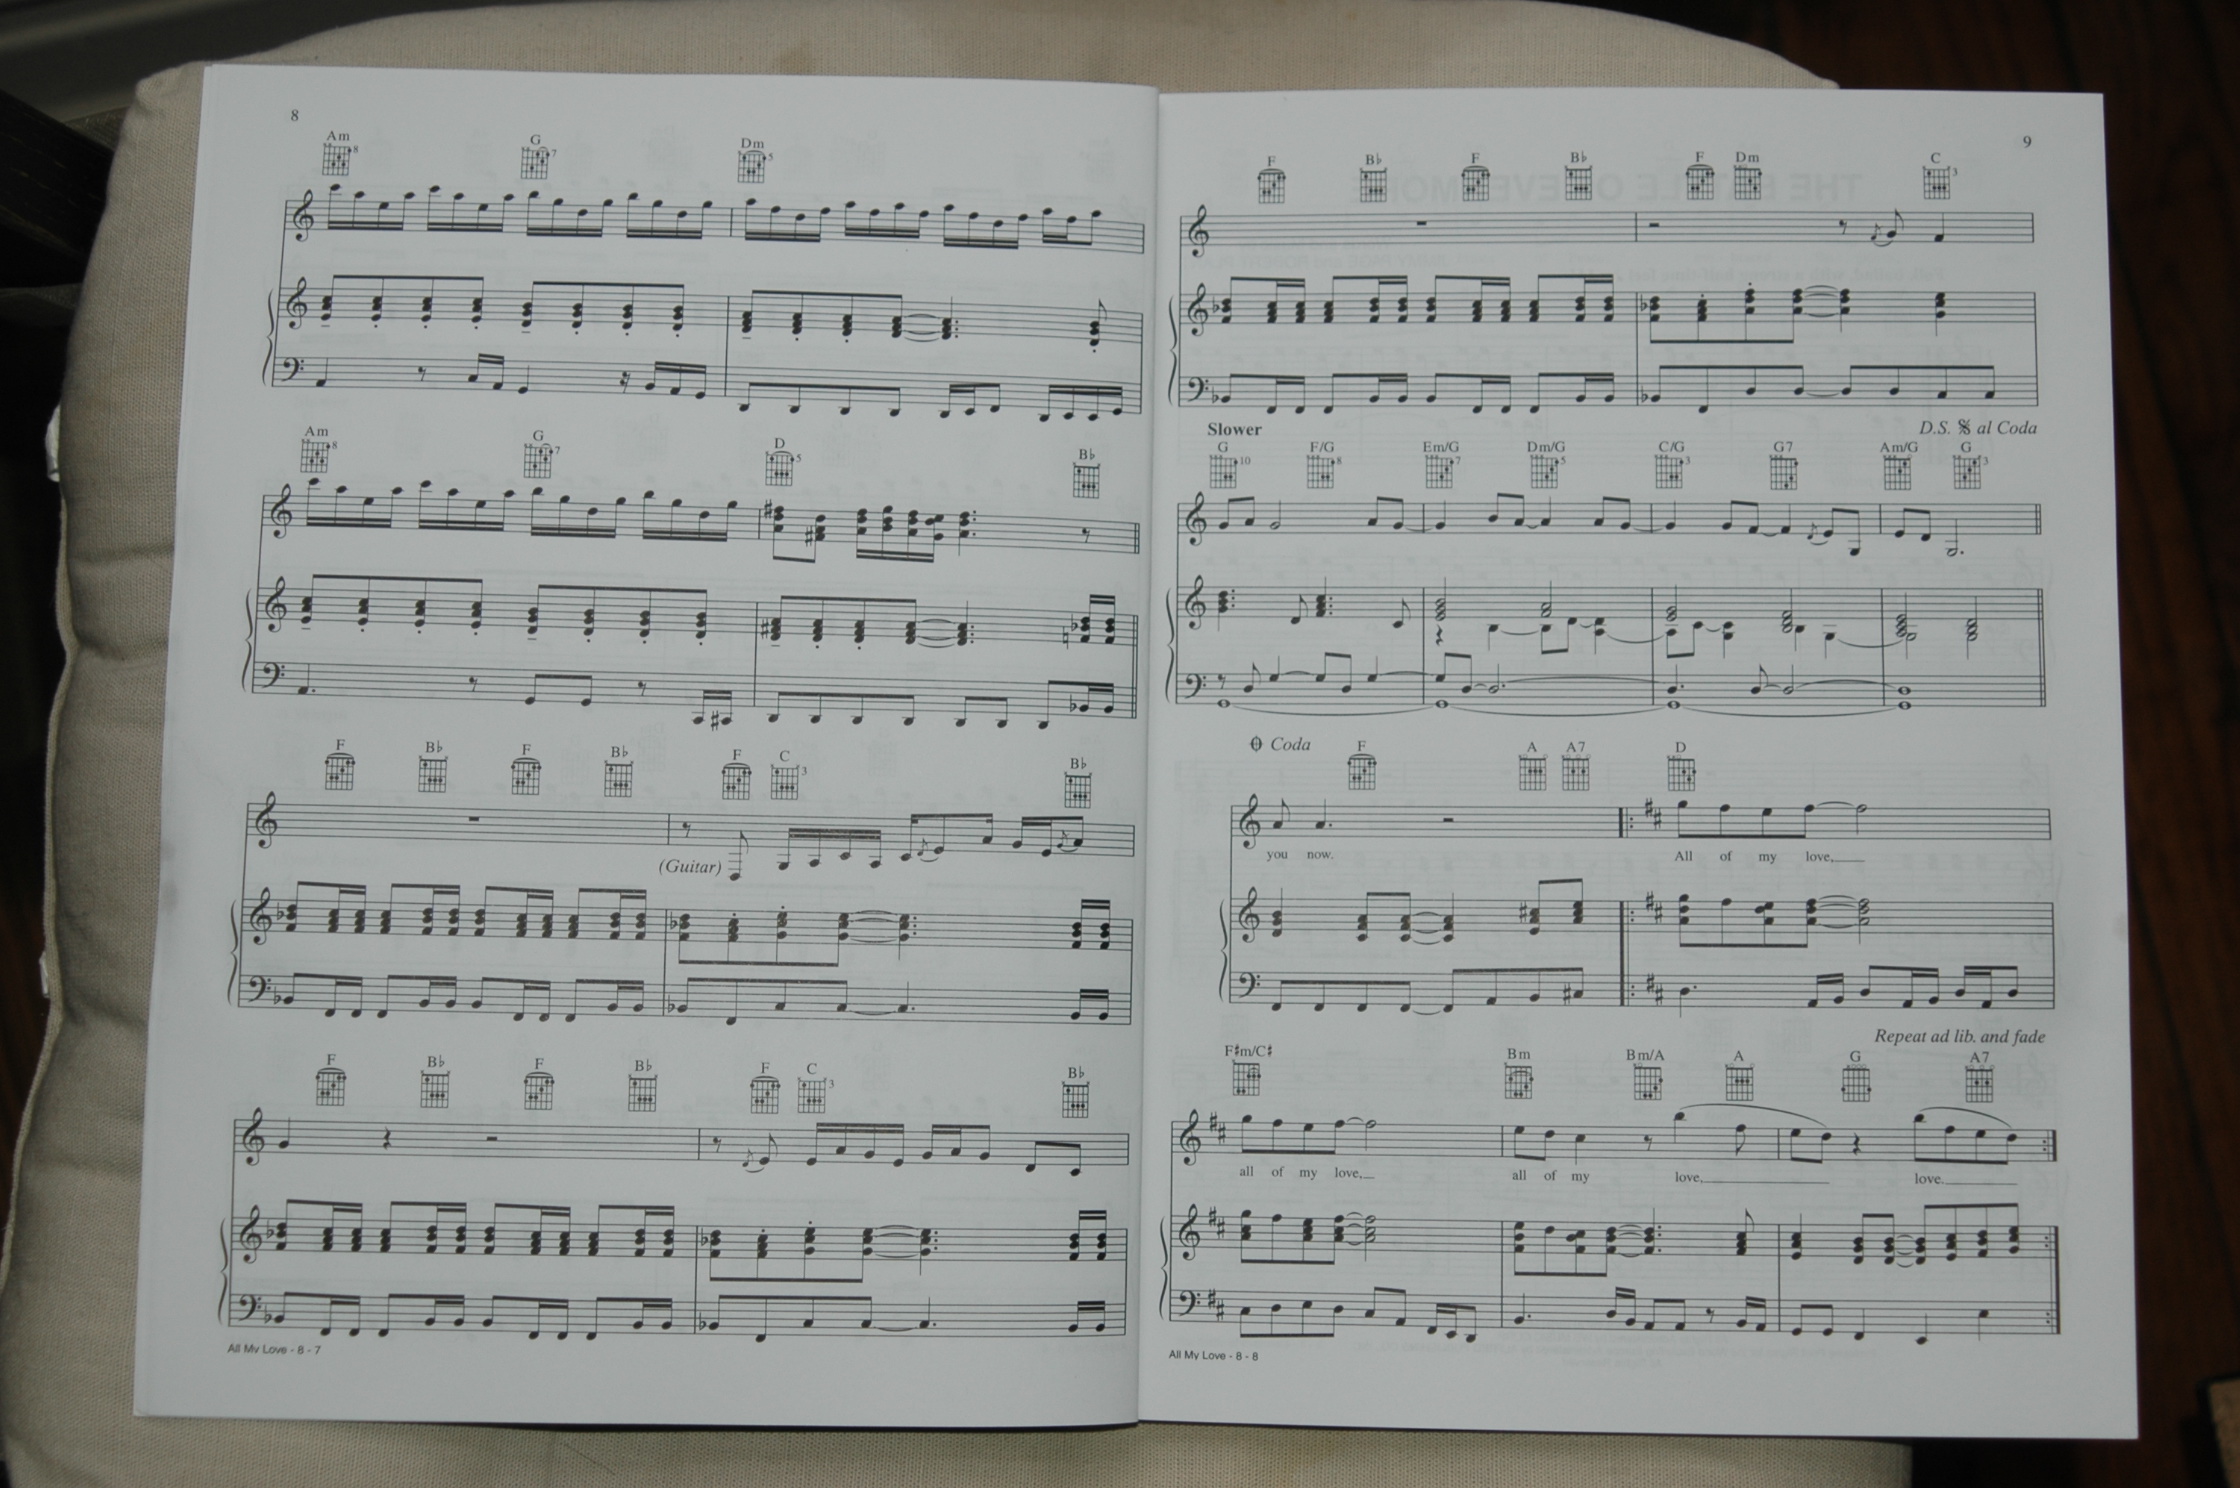 8
Am 8 G 7 Dm 5
Am 8 G 7 D 5 B♭
F B♭ F B♭ F C 3 B♭
(Guitar)
F B♭ F B♭ F C 3 B♭
All My Love - 8 - 7
9
F B♭ F B♭ F Dm C 3
D.S. 𝄋 al Coda
Slower
G 10 F/G 8 Em/G 7 Dm/G 5 C/G 3 G7 Am/G G 3
𝄌 Coda F A A7 D
you now. All of my love,
Repeat ad lib. and fade
F♯m/C♯ Bm Bm/A A G A7
all of my love, all of my love, love.
All My Love - 8 - 8